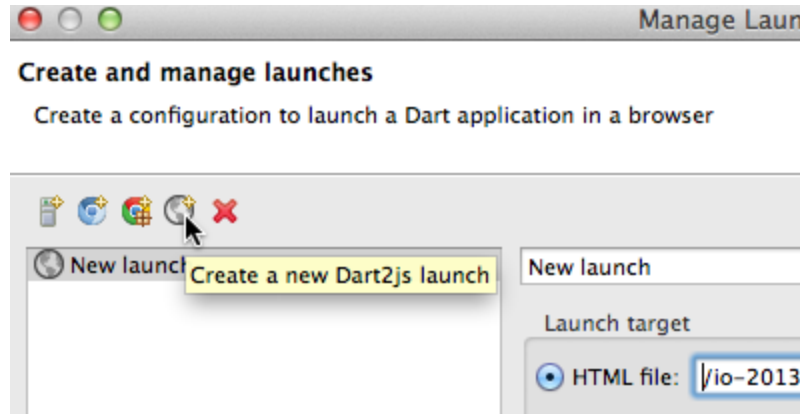 Manage Laun
Create and manage launches
Create a configuration to launch a Dart application in a browser
New launch
Create a new Dart2js launch
New launch
Launch target
HTML file: /io-2013